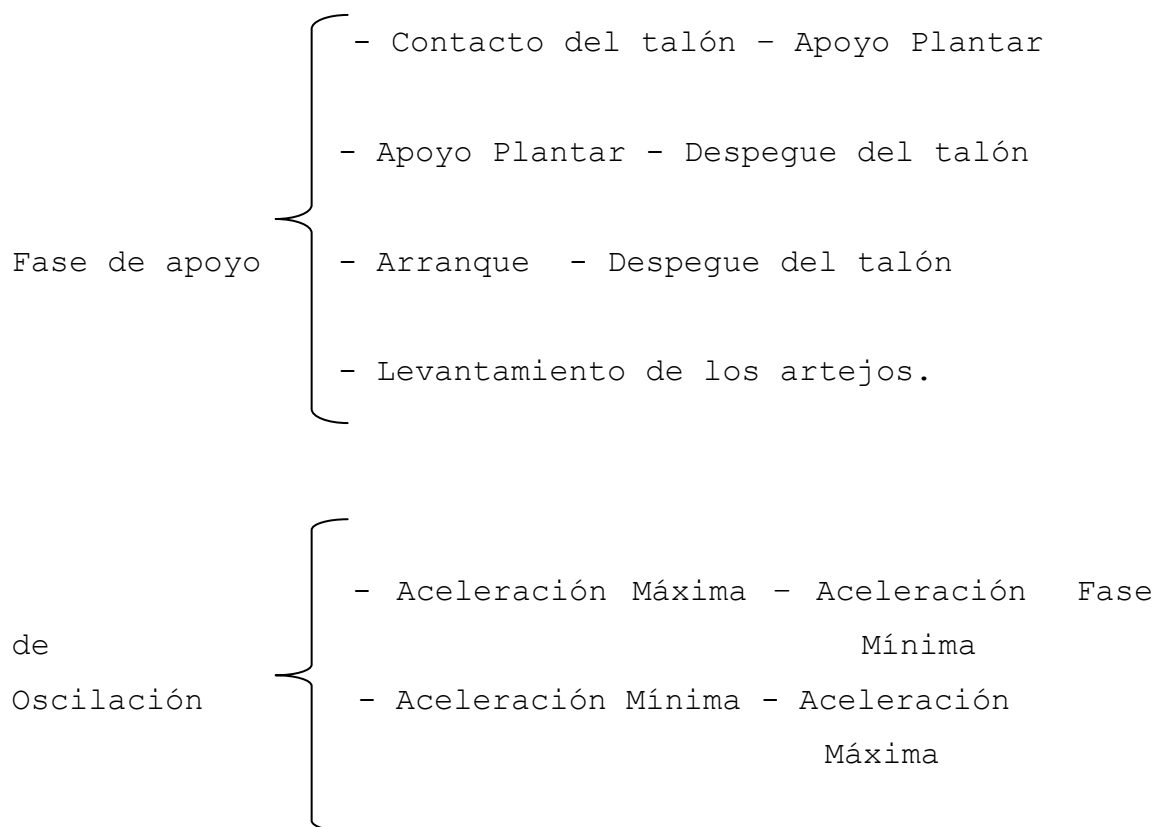 - Contacto del talón – Apoyo Plantar
- Apoyo Plantar - Despegue del talón
Fase de apoyo - Arranque - Despegue del talón
- Levantamiento de los artejos.
- Aceleración Máxima – Aceleración Fase
de Mínima
Oscilación - Aceleración Mínima - Aceleración
Máxima